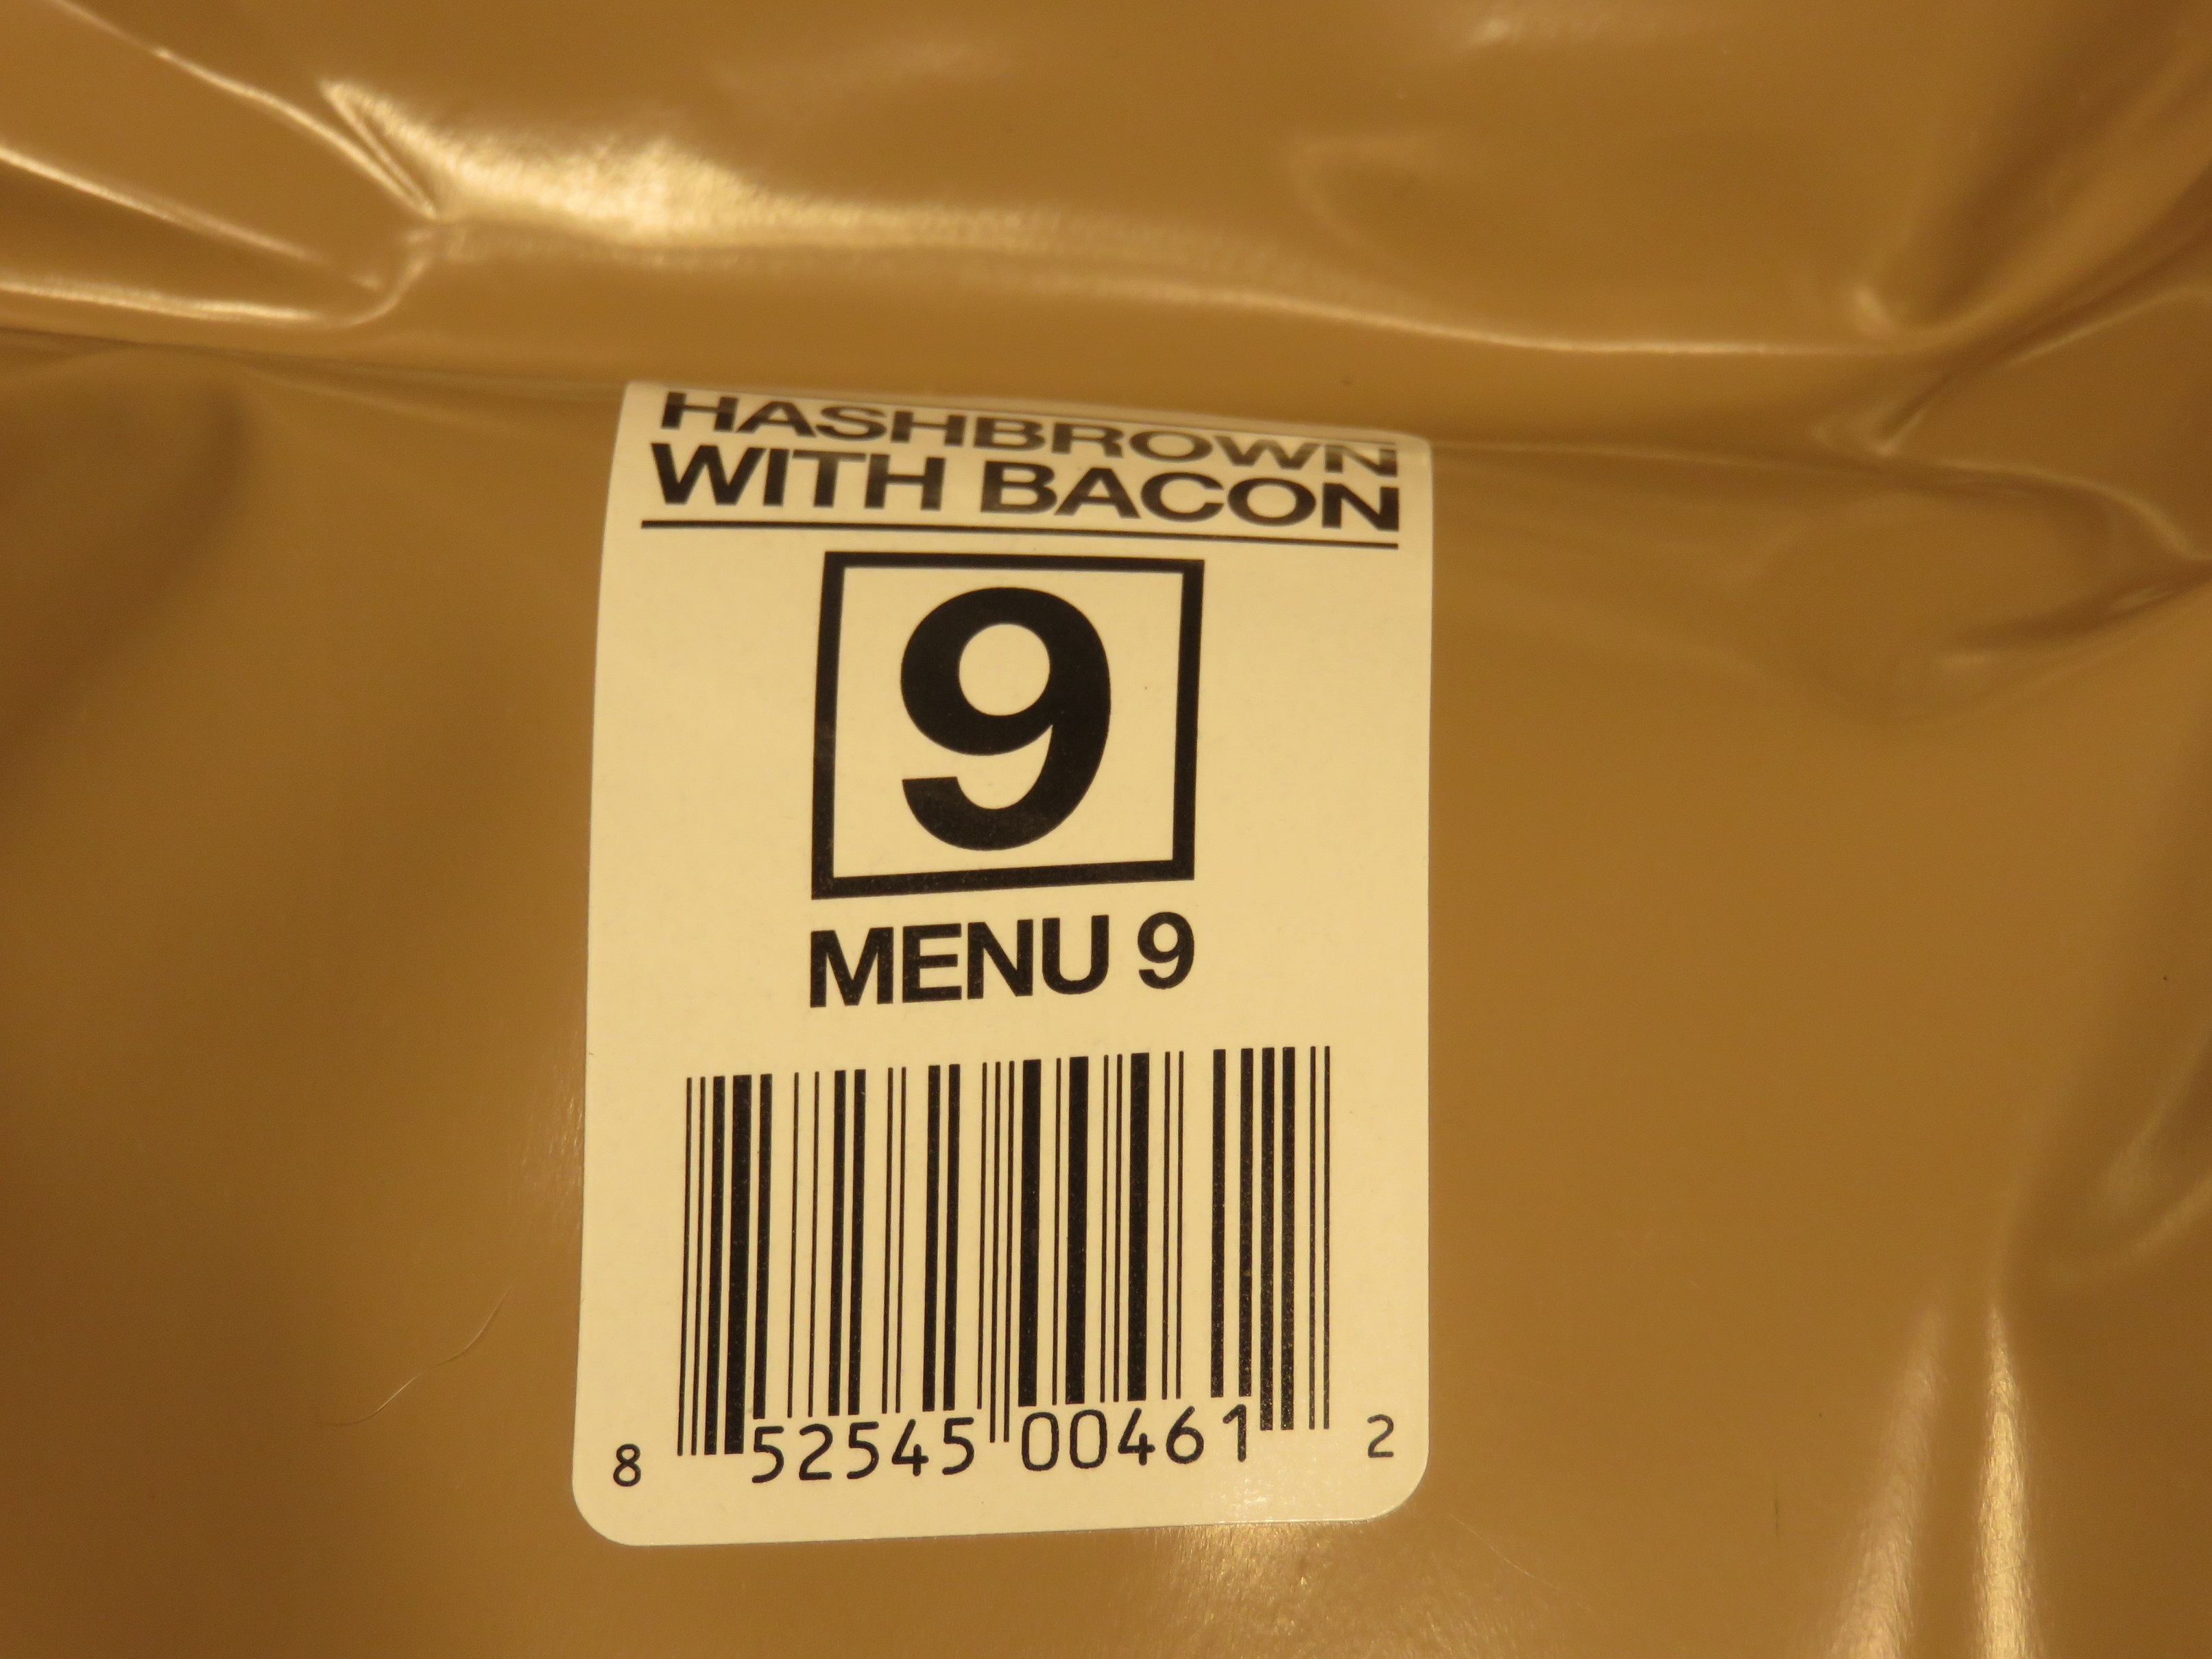 HASHBROWN
WITH BACON
9
MENU 9
8 52545 00461 2